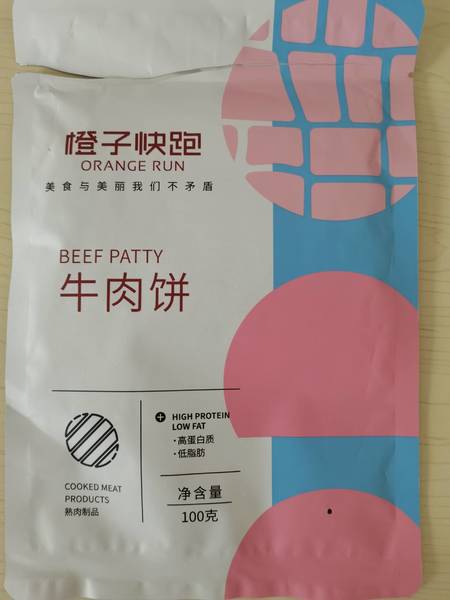 橙子快跑
ORANGE RUN
美食与美丽我们不矛盾
BEEF PATTY
牛肉饼
COOKED MEAT
PRODUCTS
熟肉制品
HIGH PROTEIN
LOW FAT
·高蛋白质
·低脂肪
净含量
100克